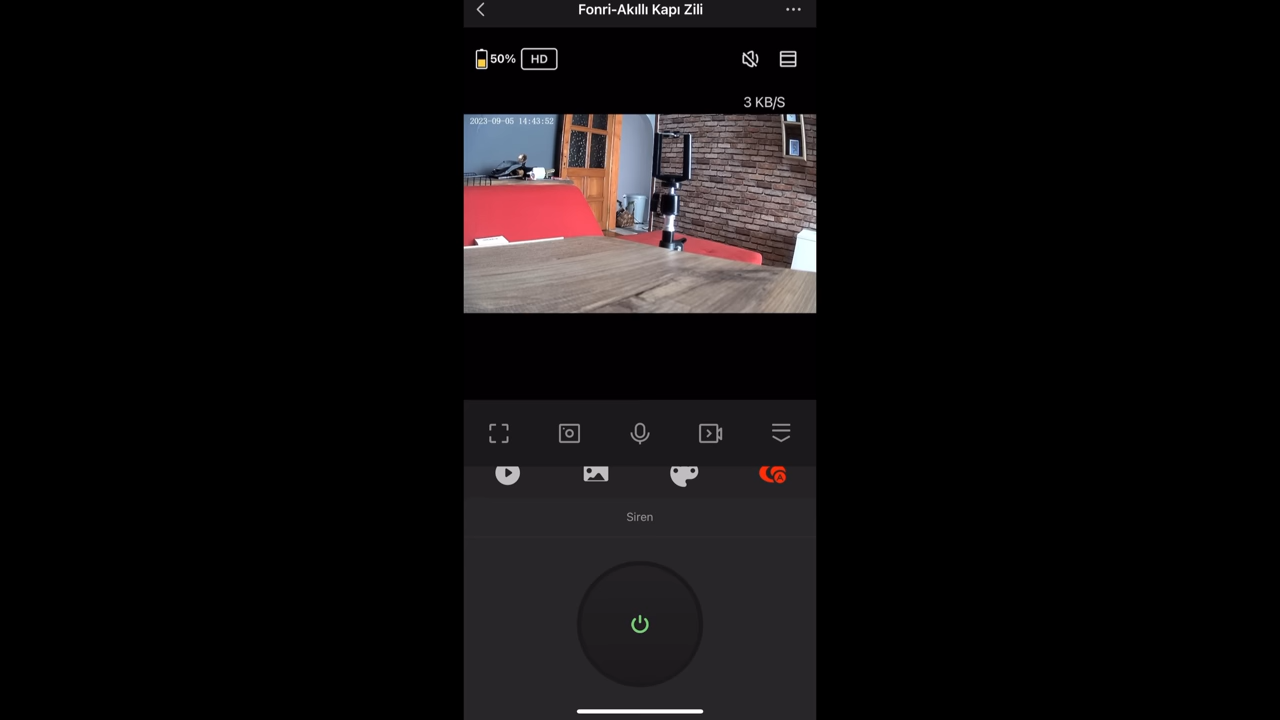 Fonri-Akıllı Kapı Zili
50% HD
3 KB/S
2023-09-05 14:43:52
Siren